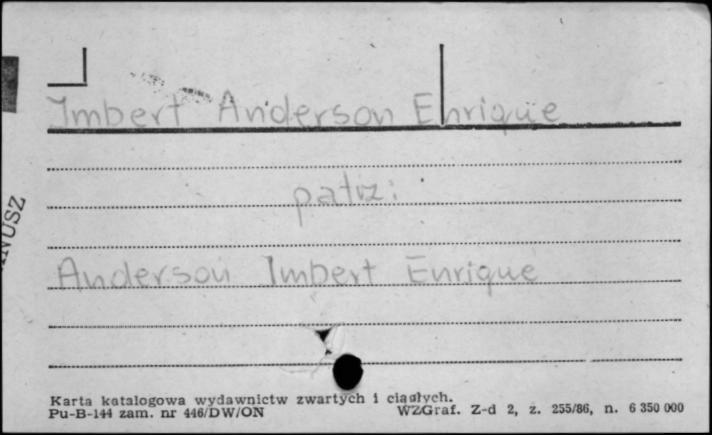 Imbert Anderson Enrique
patrz:
Anderson Imbert Enrique
Karta katalogowa wydawnictw zwartych i ciągłych.
Pu-B-144 zam. nr 446/DW/ON WZGraf. Z-d 2, z. 255/86, n. 6 350 000